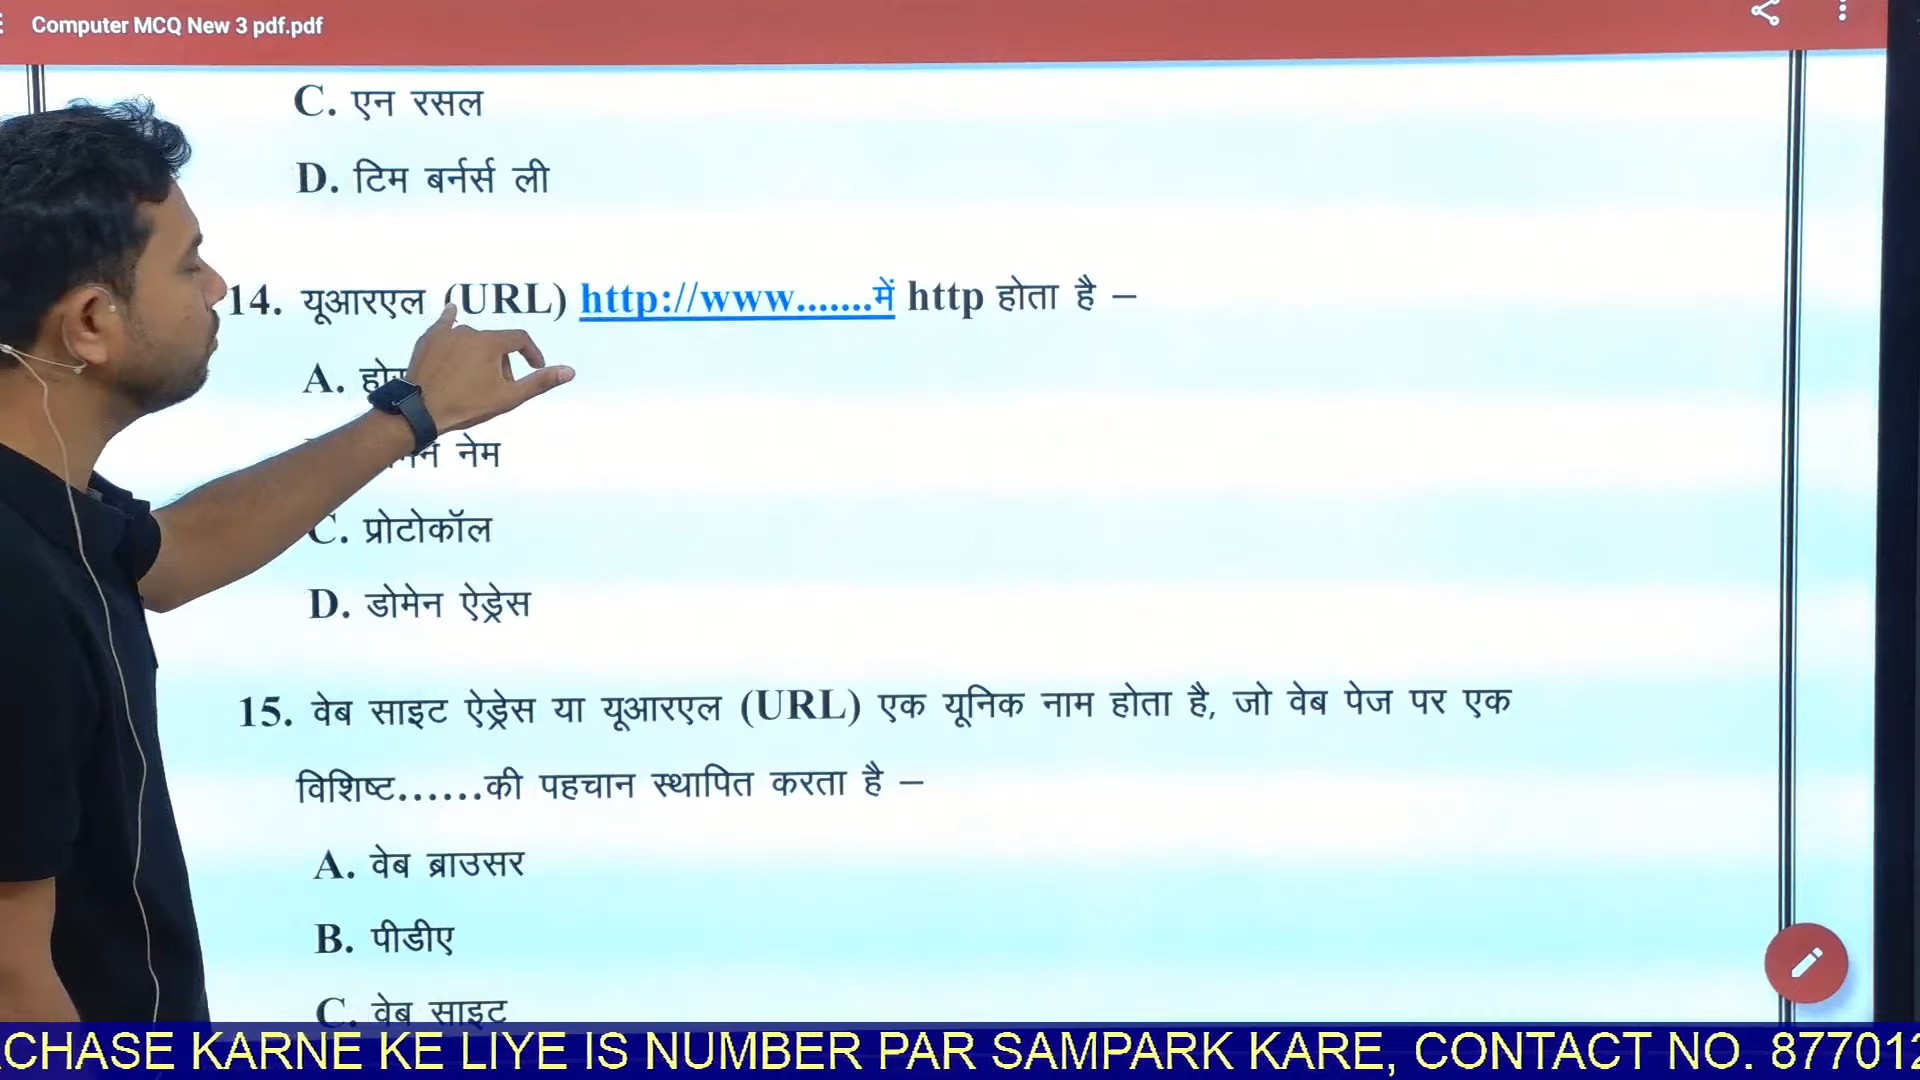 Computer MCQ New 3 pdf.pdf
C. एन रसल
D. टिम बर्नर्स ली
14. यूआरएल (URL) http://www.......में http होता है –
A.
नेम
C. प्रोटोकॉल
D. डोमेन ऐड्रेस
15. वेब साइट ऐड्रेस या यूआरएल (URL) एक यूनिक नाम होता है, जो वेब पेज पर एक
विशिष्ट......की पहचान स्थापित करता है –
A. वेब ब्राउसर
B. पीडीए
C. वेब साइट
CHASE KARNE KE LIYE IS NUMBER PAR SAMPARK KARE, CONTACT NO. 877012